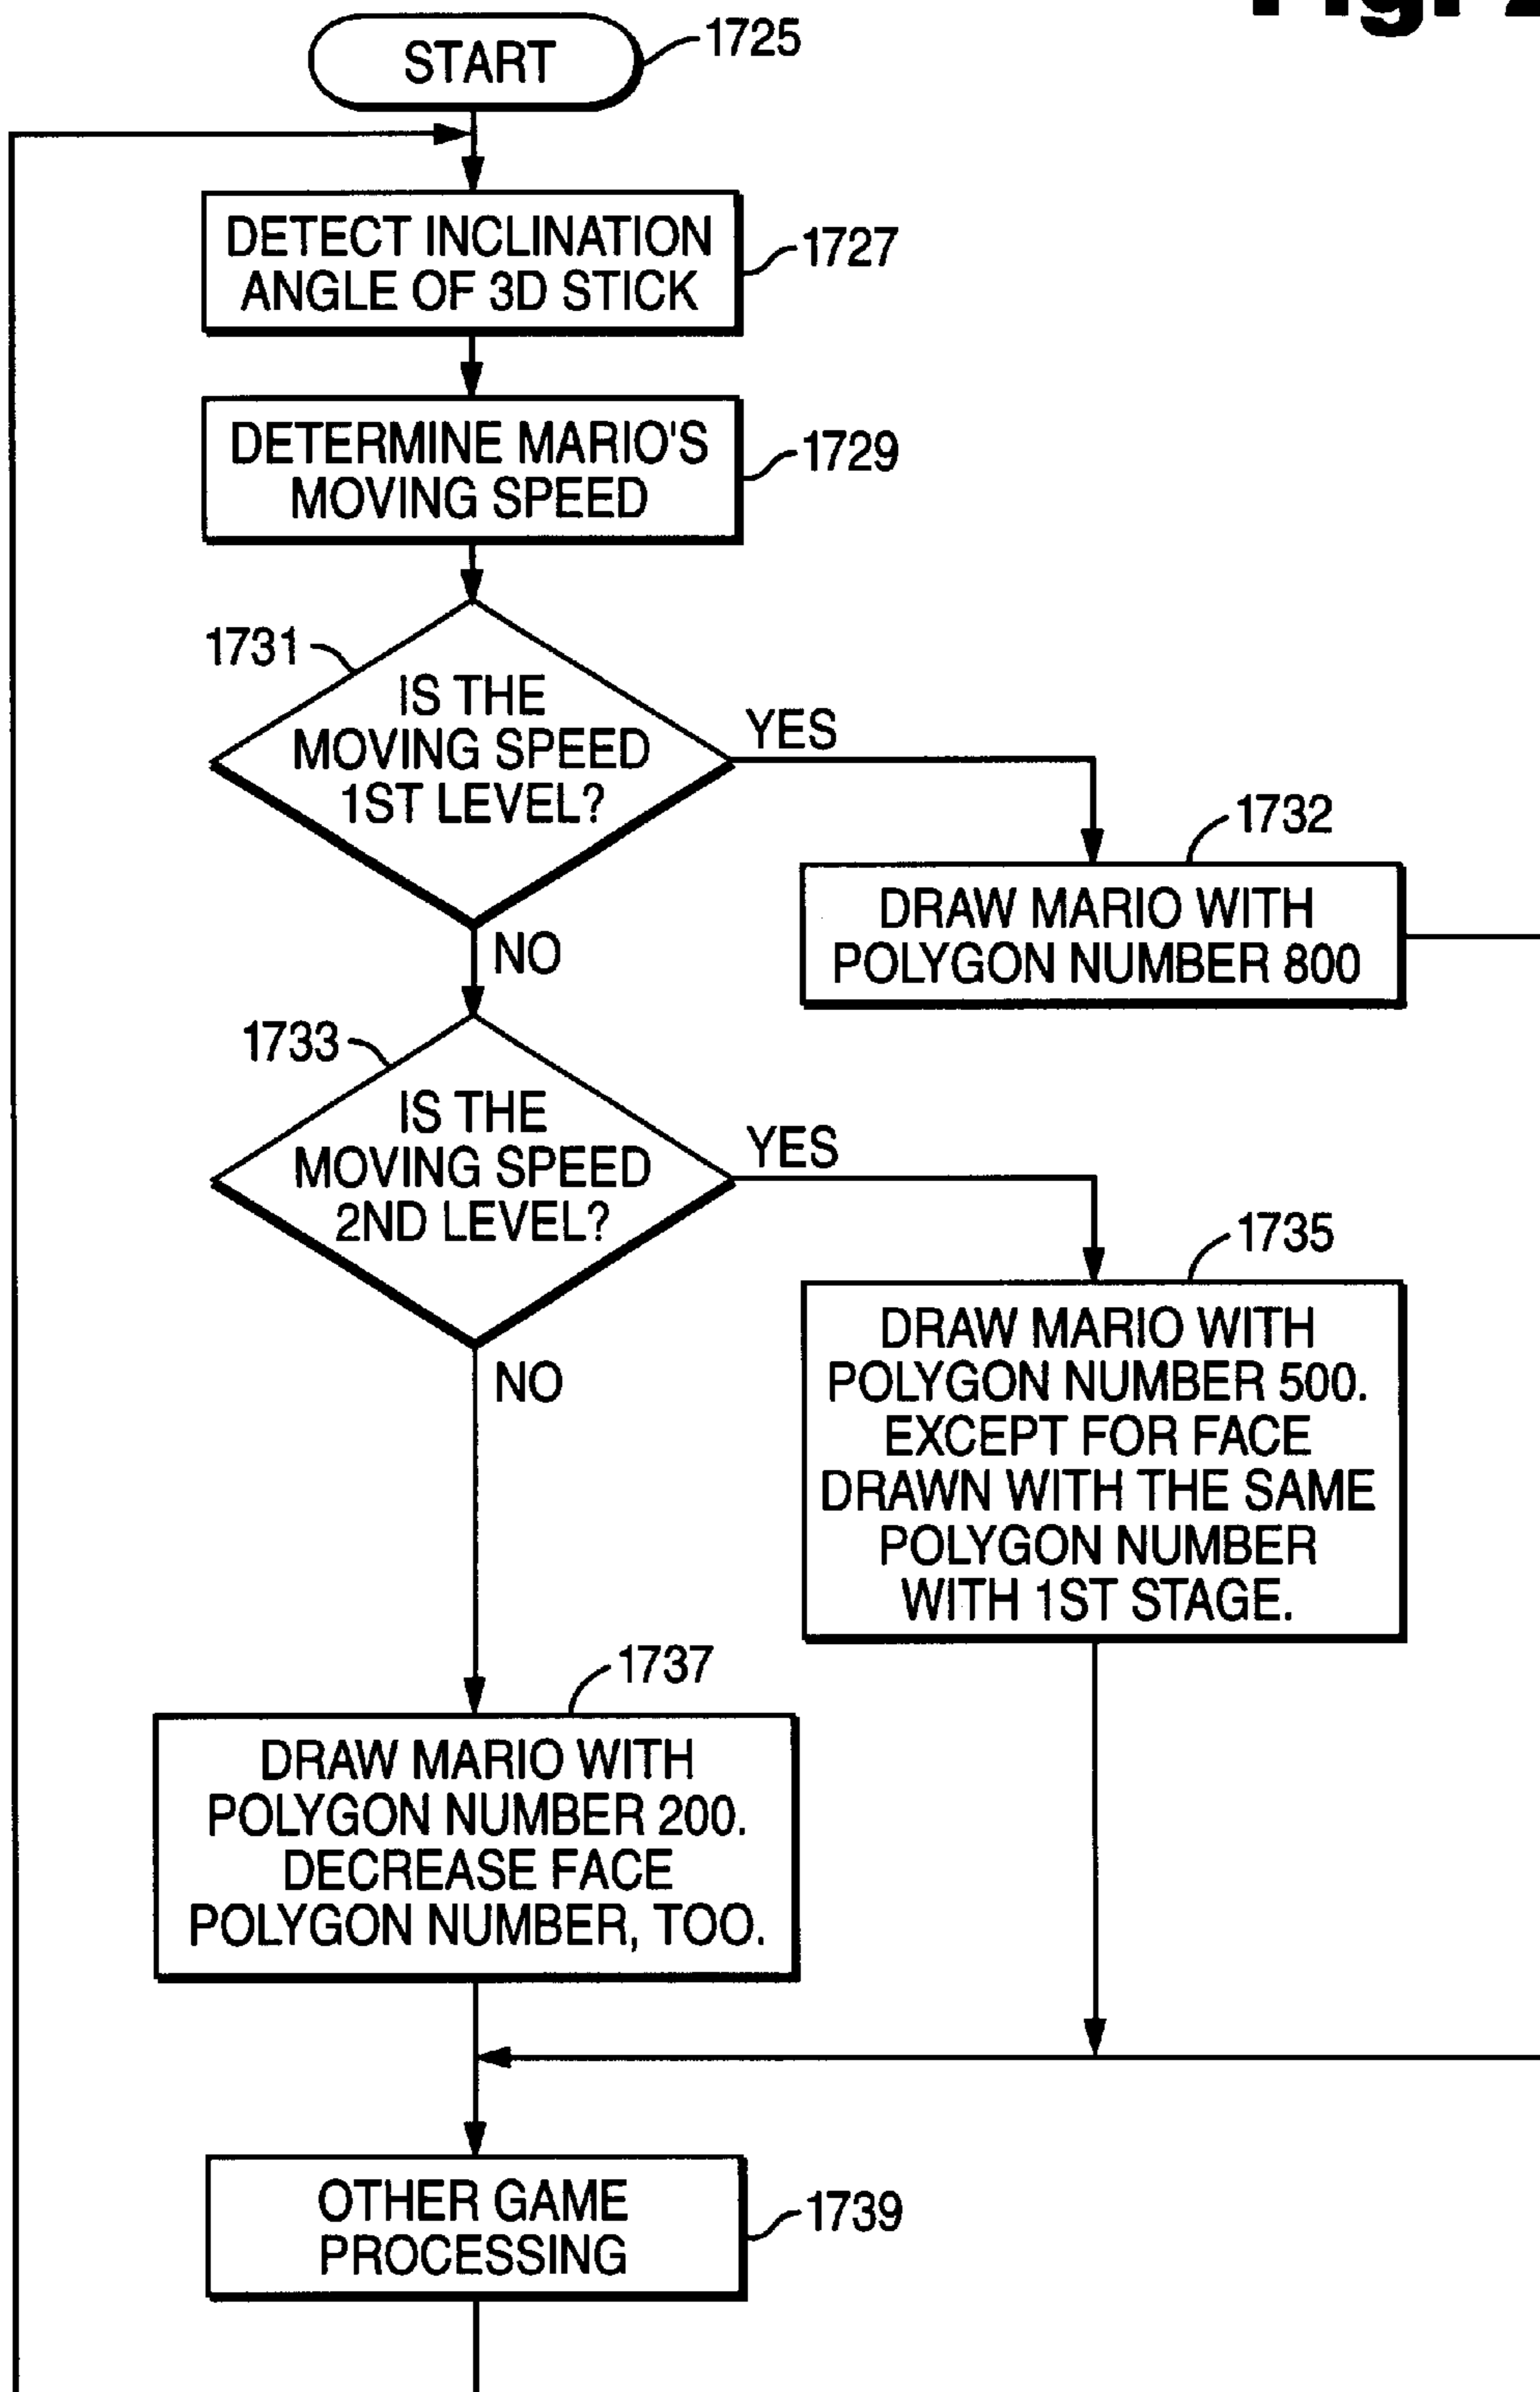 START
1725
DETECT INCLINATION
ANGLE OF 3D STICK
1727
DETERMINE MARIO'S
MOVING SPEED
1729
1731
IS THE
MOVING SPEED
1ST LEVEL?
YES
NO
1732
DRAW MARIO WITH
POLYGON NUMBER 800
1733
IS THE
MOVING SPEED
2ND LEVEL?
YES
NO
1735
DRAW MARIO WITH
POLYGON NUMBER 500.
EXCEPT FOR FACE
DRAWN WITH THE SAME
POLYGON NUMBER
WITH 1ST STAGE.
1737
DRAW MARIO WITH
POLYGON NUMBER 200.
DECREASE FACE
POLYGON NUMBER, TOO.
OTHER GAME
PROCESSING
1739